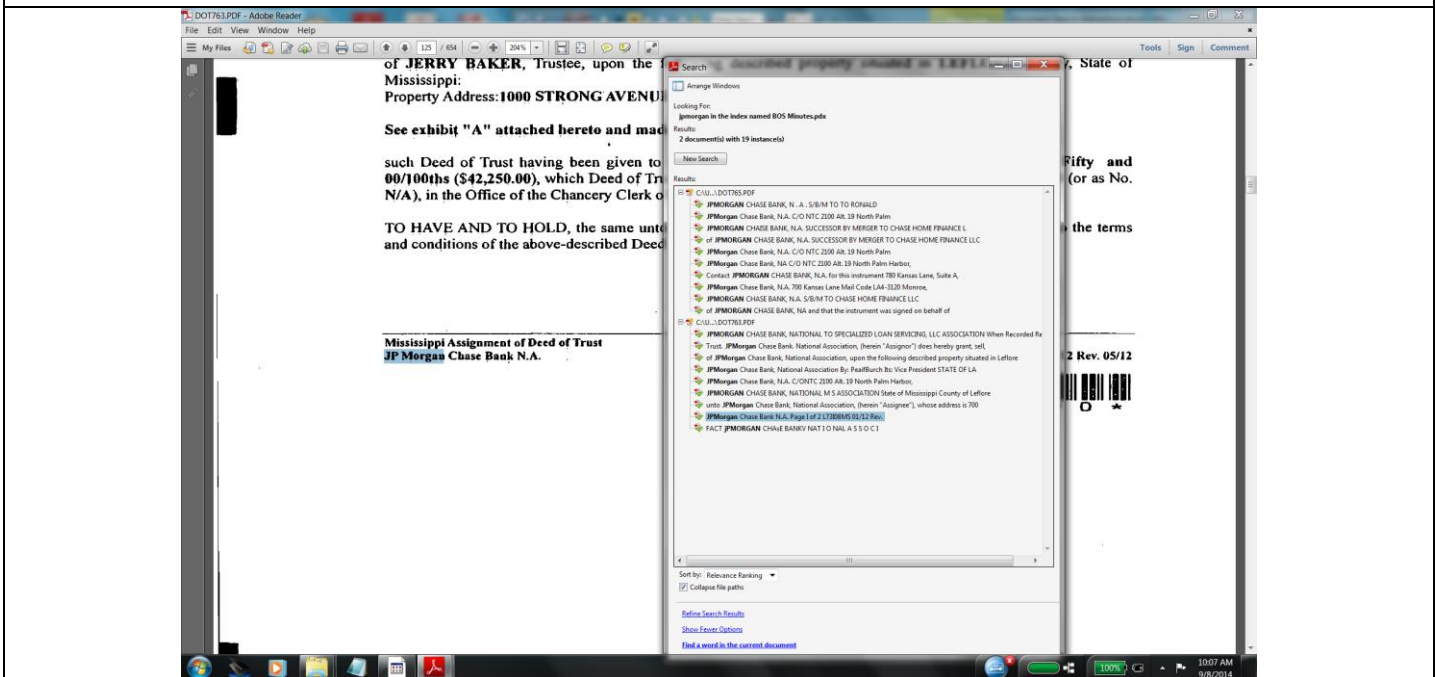 DOT763.PDF - Adobe Reader
File Edit View Window Help
My Files 125 / 654 204% Tools Sign Comment
of JERRY BAKER, Trustee, upon the
y, State of
Mississippi:
Property Address:1000 STRONG AVENU
See exhibit "A" attached hereto and mad
such Deed of Trust having been given to
Fifty and
00/100ths ($42,250.00), which Deed of Tr
(or as No.
N/A), in the Office of the Chancery Clerk o
TO HAVE AND TO HOLD, the same unt
the terms
and conditions of the above-described Deed
Mississippi Assignment of Deed of Trust
JP Morgan Chase Bank N.A.
2 Rev. 05/12
O *
Search
Arrange Windows
Looking For:
jpmorgan in the index named BOS Minutes.pdx
Results:
2 document(s) with 19 instance(s)
New Search
Results:
C:\U...\DOT765.PDF
JPMORGAN CHASE BANK, N . A . S/B/M TO TO RONALD
JPMorgan Chase Bank, N.A. C/O NTC 2100 Alt. 19 North Palm
JPMORGAN CHASE BANK, N.A. SUCCESSOR BY MERGER TO CHASE HOME FINANCE L
of JPMORGAN CHASE BANK, N.A. SUCCESSOR BY MERGER TO CHASE HOME FINANCE LLC
JPMorgan Chase Bank, N.A. C/O NTC 2100 Alt. 19 North Palm
JPMorgan Chase Bank, NA C/O NTC 2100 Alt. 19 North Palm Harbor,
Contact JPMORGAN CHASE BANK, N.A. for this instrument 780 Kansas Lane, Suite A,
JPMorgan Chase Bank, N.A. 700 Kansas Lane Mail Code LA4-3120 Monroe,
JPMORGAN CHASE BANK, N.A. S/B/M TO CHASE HOME FINANCE LLC
of JPMORGAN CHASE BANK, NA and that the instrument was signed on behalf of
C:\U...\DOT763.PDF
JPMORGAN CHASE BANK, NATIONAL TO SPECIALIZED LOAN SERVICING, LLC ASSOCIATION When Recorded Re
Trust. JPMorgan Chase Bank. National Association, (herein "Assignor") does hereby grant, sell,
of JPMorgan Chase Bank, National Association, upon the following described property situated in Leflore
JPMorgan Chase Bank, National Association By: PealfBurch Its: Vice President STATE OF LA
JPMorgan Chase Bank, N.A. C/ONTC 2100 Alt. 19 North Palm Harbor,
JPMORGAN CHASE BANK, NATIONAL M S ASSOCIATION State of Mississippi County of Leflore
unto JPMorgan Chase Bank, National Association, (herein "Assignee"), whose address is 700
JPMorgan Chase Bank N.A. Page I of 2 L73108MS 01/12 Rev.
FACT JPMORGAN CHAsE BANKV NAT I O NAL A S S O C I
Sort by: Relevance Ranking
Collapse file paths
Refine Search Results
Show Fewer Options
Find a word in the current document
100%
10:07 AM
9/8/2014